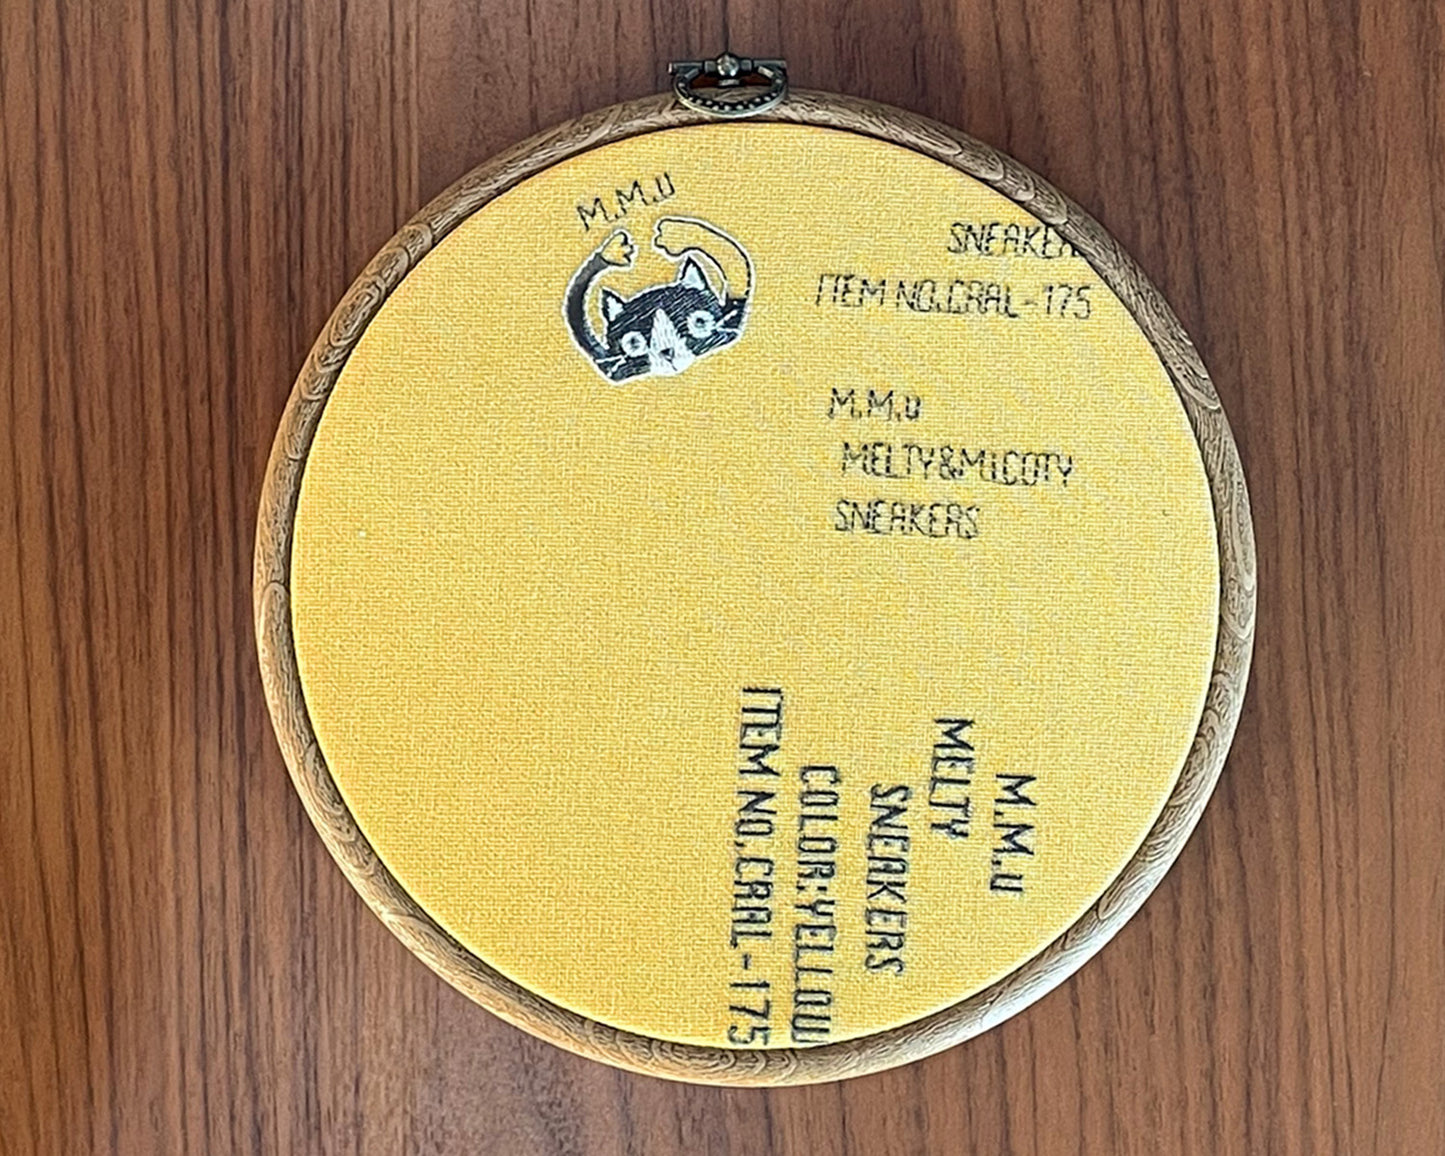 M.M.U
SNEAKER
ITEM NO.CRAL-175
M.M.U
MELTY&MICOTY
SNEAKERS
M.M.U
MELTY
SNEAKERS
COLOR:YELLOW
ITEM NO.CRAL-175